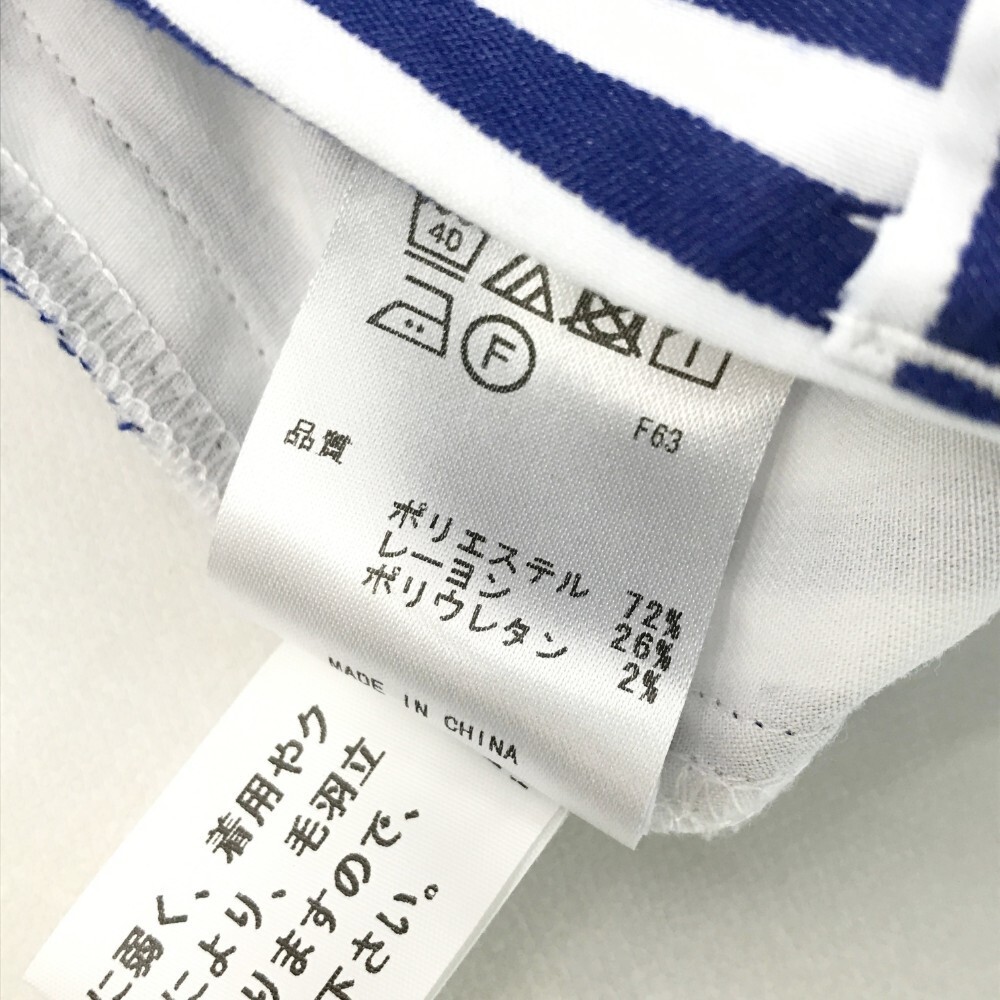 40
F
F63
品質
ポリエステル 72%
レーヨン 26%
ポリウレタン 2%
MADE IN CHINA
着用やク
に弱く、毛羽立
により、
りますので、
下さい。